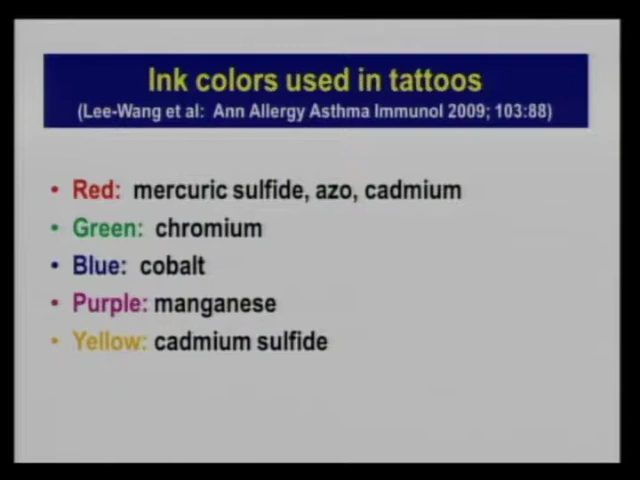 Ink colors used in tattoos
(Lee-Wang et al: Ann Allergy Asthma Immunol 2009; 103:88)
• Red: mercuric sulfide, azo, cadmium
• Green: chromium
• Blue: cobalt
• Purple: manganese
• Yellow: cadmium sulfide